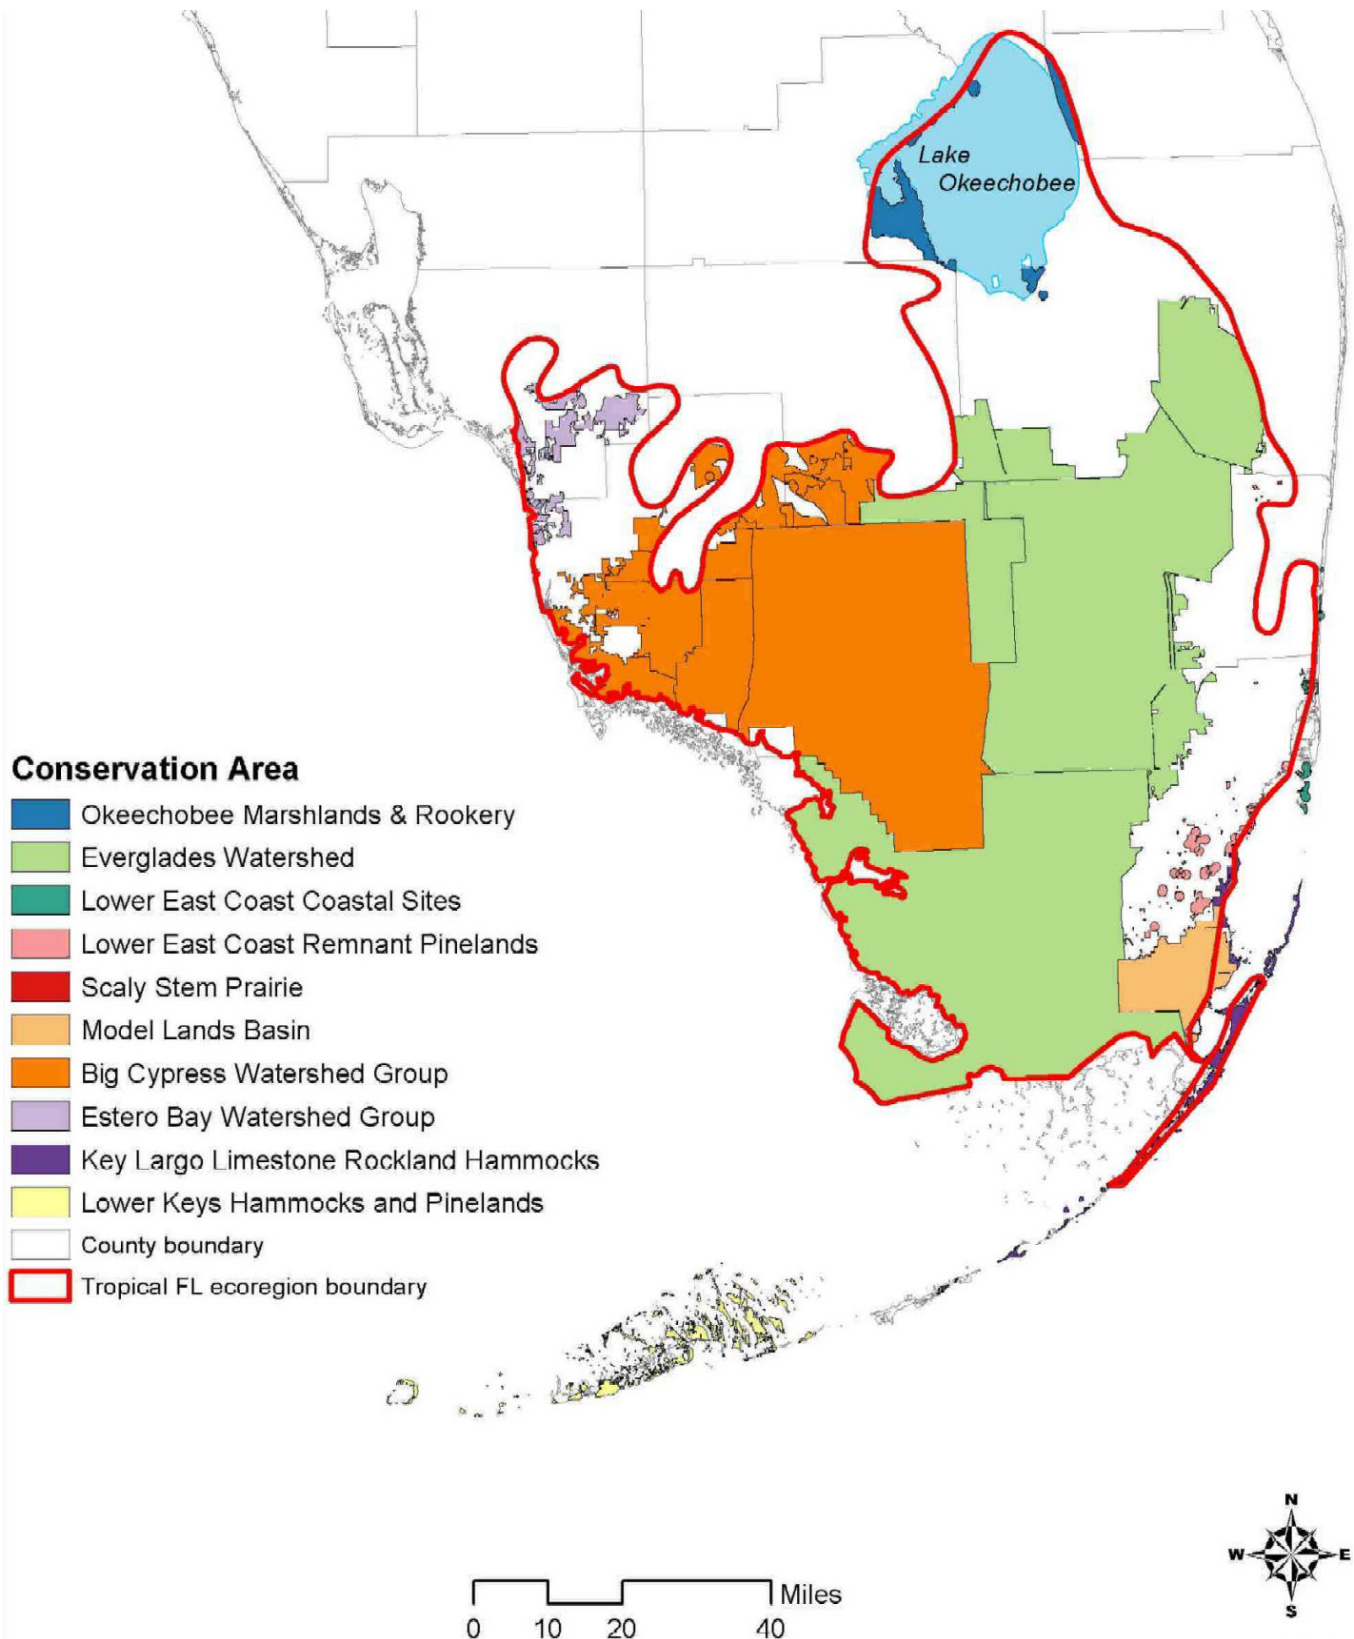 Lake
Okeechobee
Conservation Area
Okeechobee Marshlands & Rookery
Everglades Watershed
Lower East Coast Coastal Sites
Lower East Coast Remnant Pinelands
Scaly Stem Prairie
Model Lands Basin
Big Cypress Watershed Group
Estero Bay Watershed Group
Key Largo Limestone Rockland Hammocks
Lower Keys Hammocks and Pinelands
County boundary
Tropical FL ecoregion boundary
N
W E
S
Miles
0 10 20 40